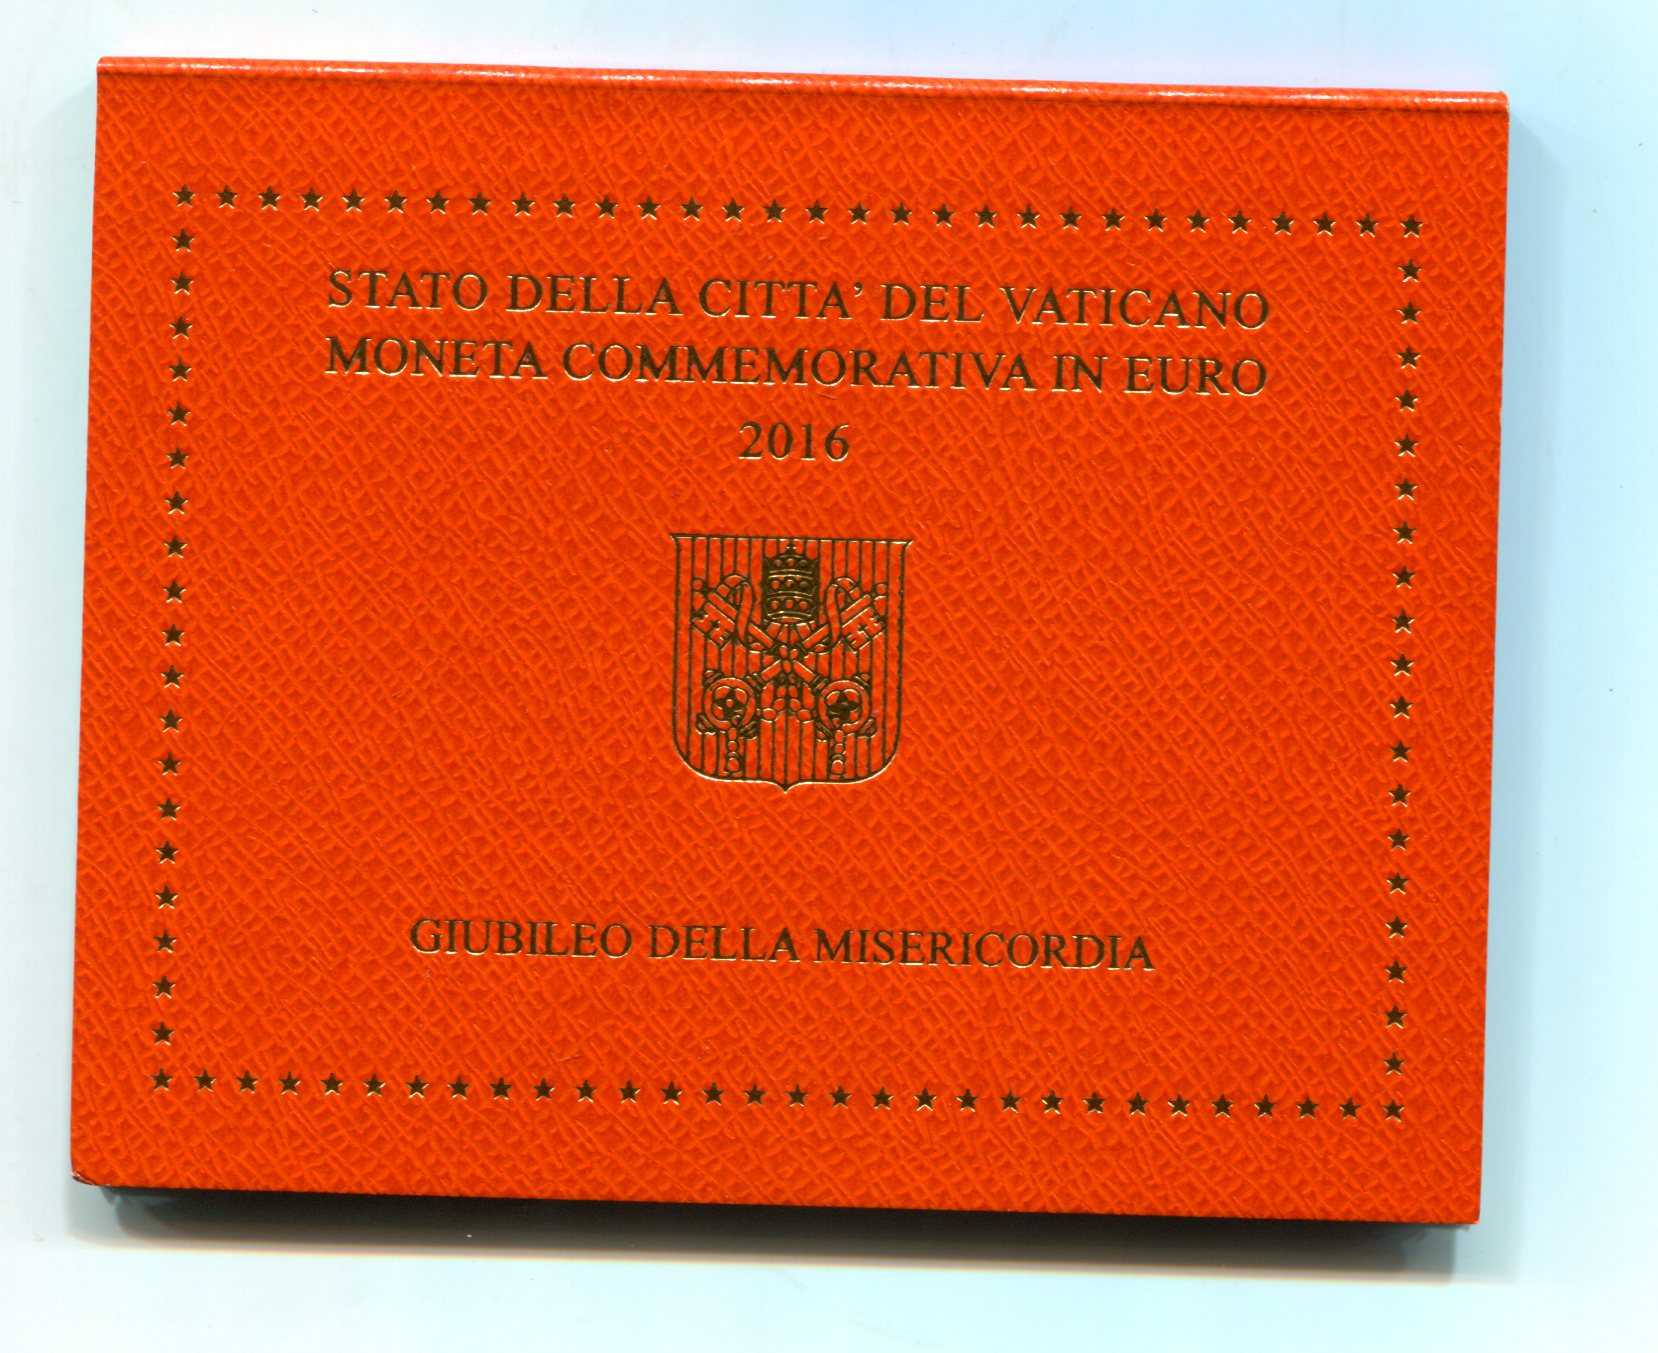 STATO DELLA CITTA' DEL VATICANO
MONETA COMMEMORATIVA IN EURO
2016
GIUBILEO DELLA MISERICORDIA